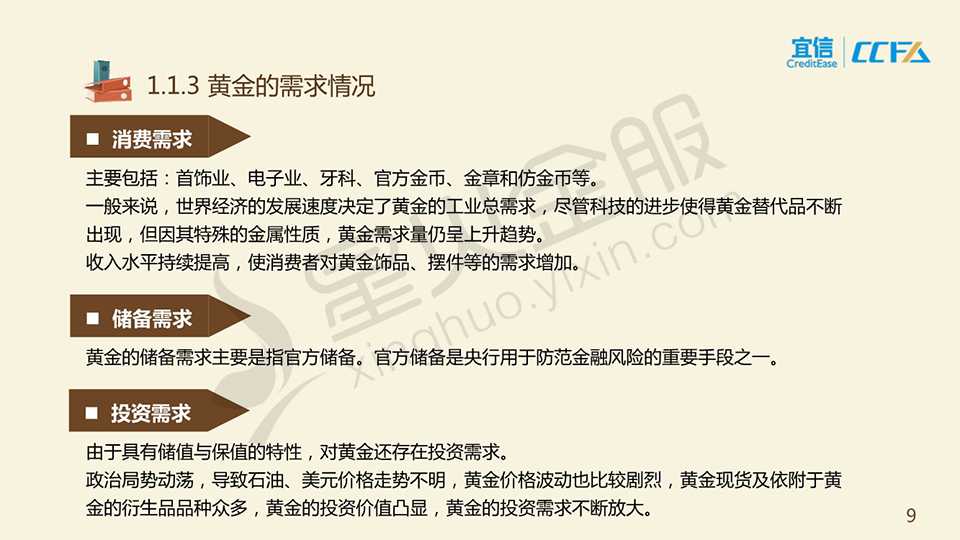 宜信
CreditEase
CCFA
1.1.3 黄金的需求情况
■ 消费需求
主要包括：首饰业、电子业、牙科、官方金币、金章和仿金币等。
一般来说，世界经济的发展速度决定了黄金的工业总需求，尽管科技的进步使得黄金替代品不断
出现，但因其特殊的金属性质，黄金需求量仍呈上升趋势。
收入水平持续提高，使消费者对黄金饰品、摆件等的需求增加。
■ 储备需求
黄金的储备需求主要是指官方储备。官方储备是央行用于防范金融风险的重要手段之一。
■ 投资需求
由于具有储值与保值的特性，对黄金还存在投资需求。
政治局势动荡，导致石油、美元价格走势不明，黄金价格波动也比较剧烈，黄金现货及依附于黄
金的衍生品品种众多，黄金的投资价值凸显，黄金的投资需求不断放大。
星火金服
xinghuo.yixin.com
9